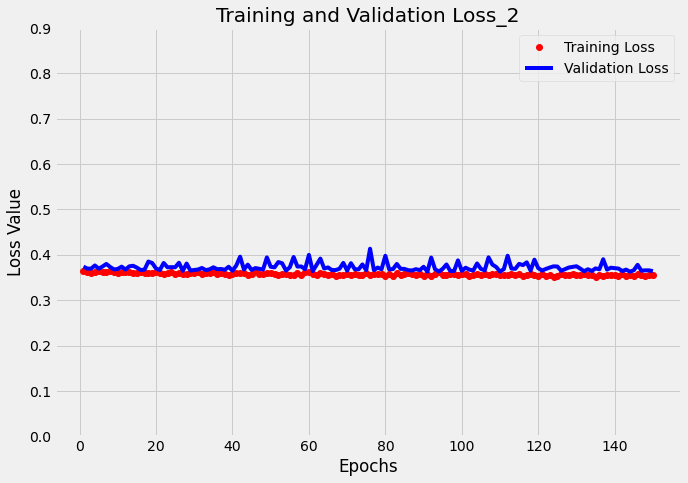 Training and Validation Loss_2
Training Loss
Validation Loss
Loss Value
0.9
0.8
0.7
0.6
0.5
0.4
0.3
0.2
0.1
0.0
0 20 40 60 80 100 120 140
Epochs